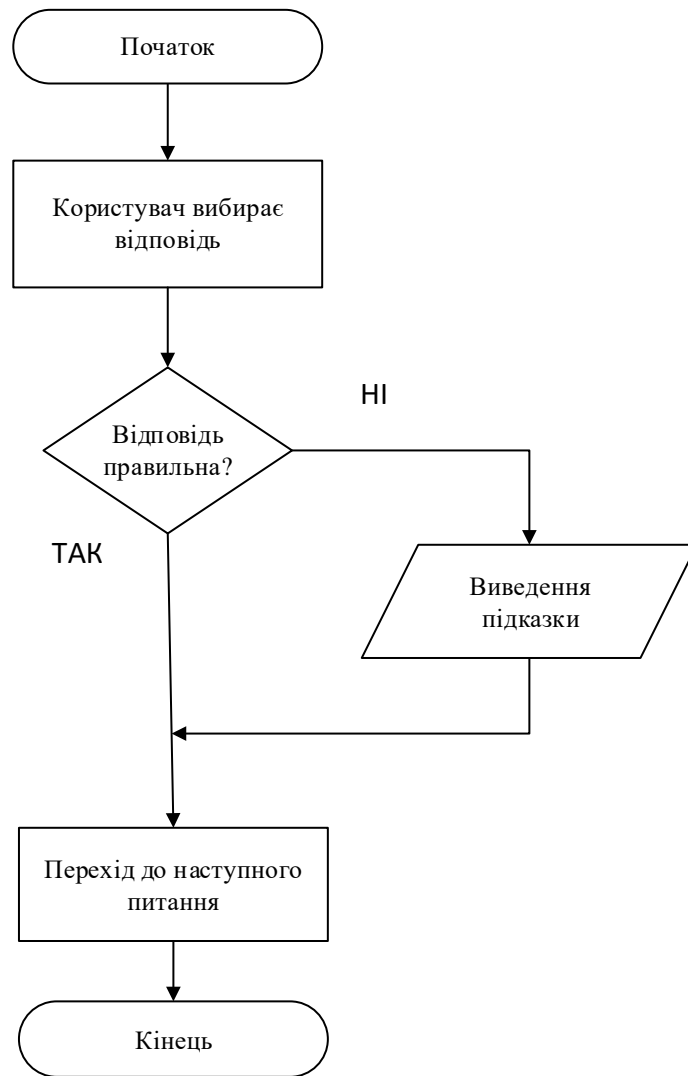 Початок
Користувач вибирає
відповідь
НІ
Відповідь
правильна?
ТАК
Виведення
підказки
Перехід до наступного
питання
Кінець